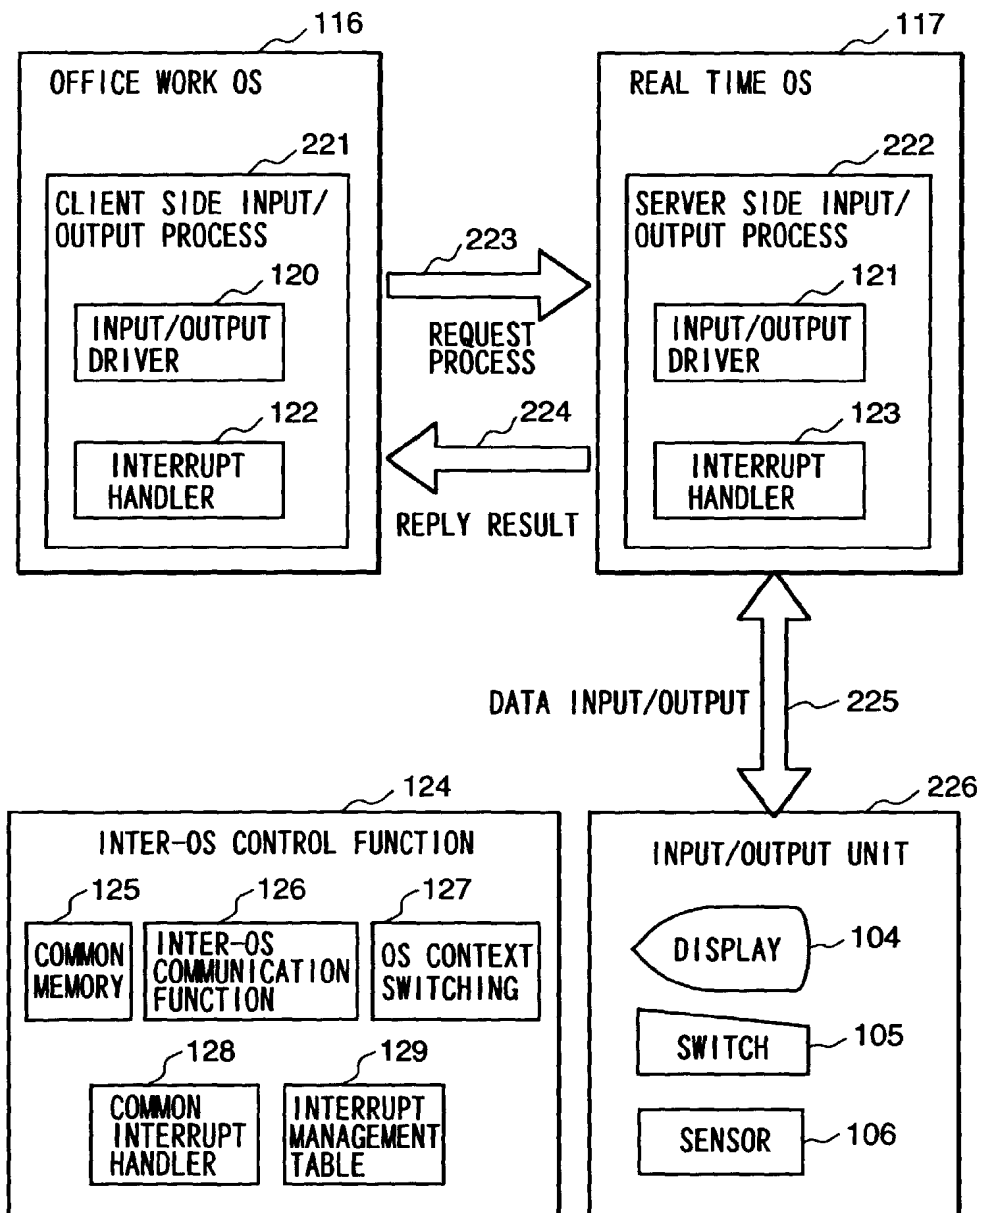 116
OFFICE WORK OS
221
CLIENT SIDE INPUT/
OUTPUT PROCESS
120
INPUT/OUTPUT
DRIVER
122
INTERRUPT
HANDLER
223
REQUEST
PROCESS
224
REPLY RESULT
117
REAL TIME OS
222
SERVER SIDE INPUT/
OUTPUT PROCESS
121
INPUT/OUTPUT
DRIVER
123
INTERRUPT
HANDLER
DATA INPUT/OUTPUT
225
124
INTER-OS CONTROL FUNCTION
125
COMMON
MEMORY
126
INTER-OS
COMMUNICATION
FUNCTION
127
OS CONTEXT
SWITCHING
128
COMMON
INTERRUPT
HANDLER
129
INTERRUPT
MANAGEMENT
TABLE
226
INPUT/OUTPUT UNIT
DISPLAY
104
SWITCH
105
SENSOR
106